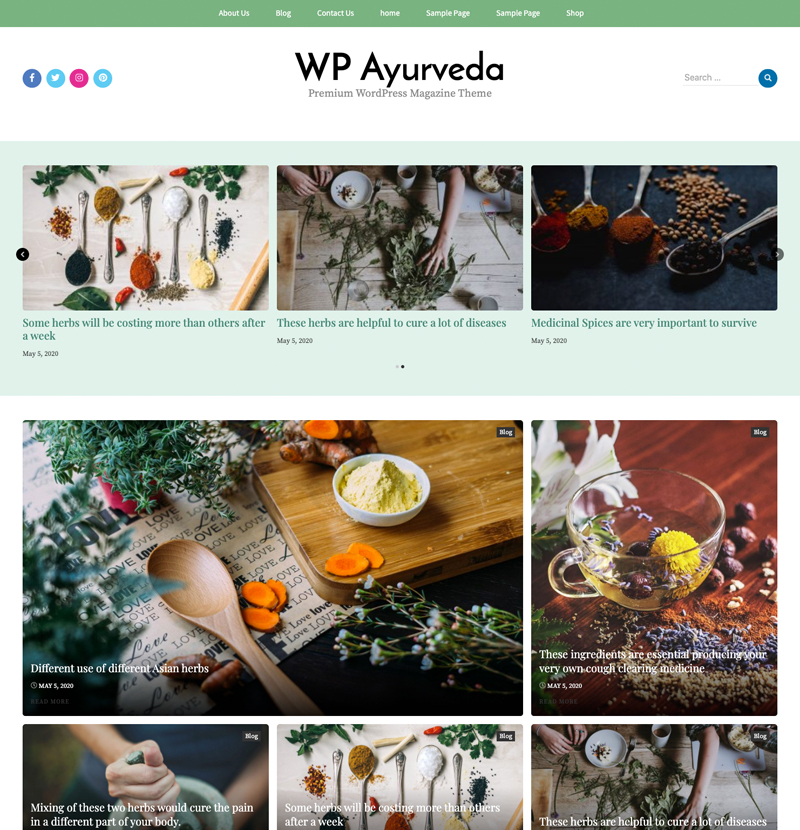 About Us Blog Contact Us home Sample Page Sample Page Shop
WP Ayurveda
Premium WordPress Magazine Theme
Search ...
Some herbs will be costing more than others after
a week
May 5, 2020
These herbs are helpful to cure a lot of diseases
May 5, 2020
Medicinal Spices are very important to survive
May 5, 2020
Blog
Different use of different Asian herbs
MAY 5, 2020
READ MORE
Blog
These ingredients are essential producing your
very own cough clearing medicine
MAY 5, 2020
READ MORE
Blog
Mixing of these two herbs would cure the pain
in a different part of your body.
Blog
Some herbs will be costing more than others
after a week
Blog
These herbs are helpful to cure a lot of diseases